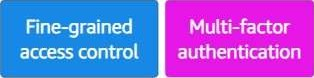 Fine-grained
access control
Multi-factor
authentication